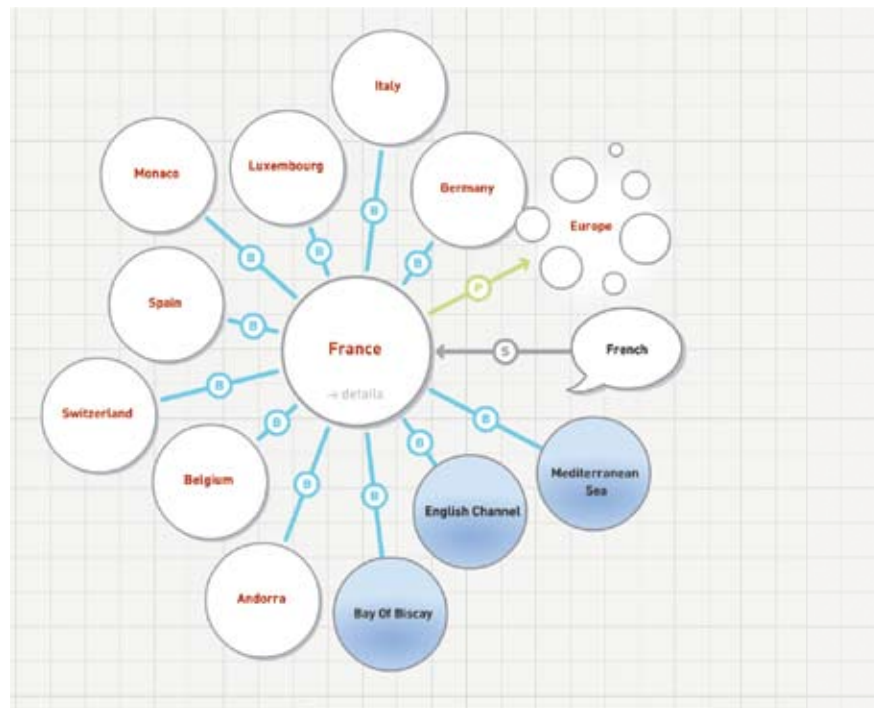 Italy
Monaco
Luxembourg
Germany
B
Europe
B
B
B
P
Spain
B
France
S
French
→ details
B
Switzerland
B
B
B
Mediterranean
Sea
Belgium
B
B
English Channel
Andorra
Bay Of Biscay